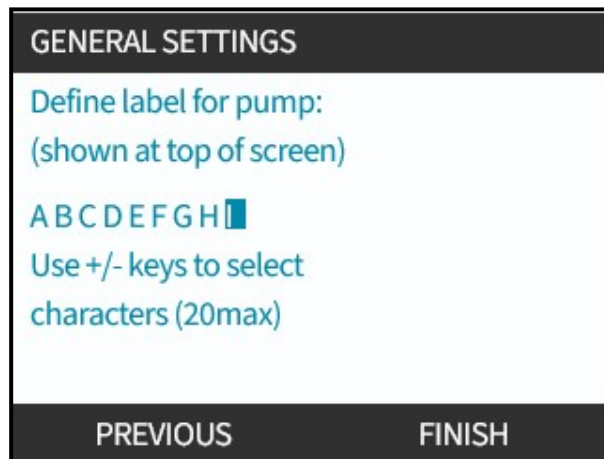 GENERAL SETTINGS
Define label for pump:
(shown at top of screen)
A B C D E F G H I
Use +/- keys to select
characters (20max)
PREVIOUS FINISH